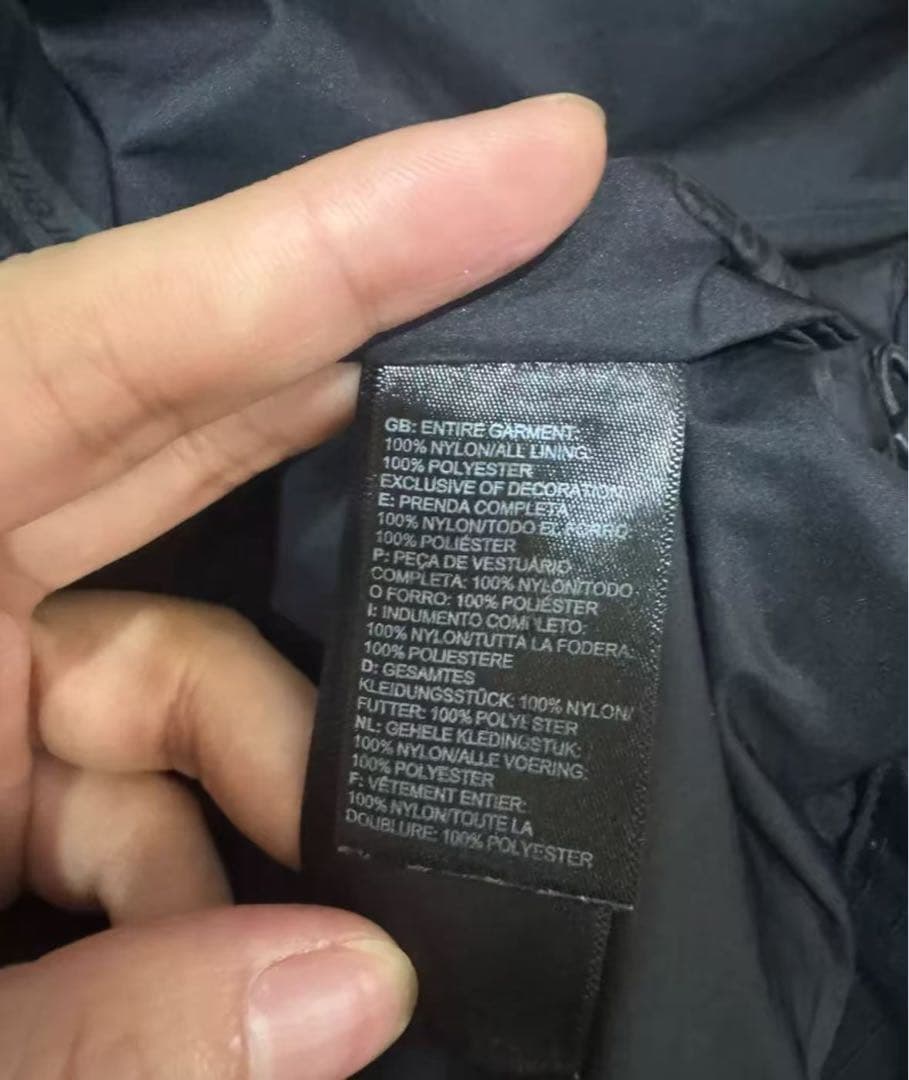 GB: ENTIRE GARMENT:
100% NYLON/ALL LINING:
100% POLYESTER
EXCLUSIVE OF DECORATION
E: PRENDA COMPLETA:
100% NYLON/TODO EL FORRO:
100% POLIÉSTER
P: PEÇA DE VESTUÁRIO
COMPLETA: 100% NYLON/TODO
O FORRO: 100% POLIÉSTER
I: INDUMENTO COMPLETO:
100% NYLON/TUTTA LA FODERA:
100% POLIESTERE
D: GESAMTES
KLEIDUNGSSTÜCK: 100% NYLON/
FUTTER: 100% POLYESTER
NL: GEHELE KLEDINGSTUK:
100% NYLON/ALLE VOERING:
100% POLYESTER
F: VÊTEMENT ENTIER:
100% NYLON/TOUTE LA
DOUBLURE: 100% POLYESTER